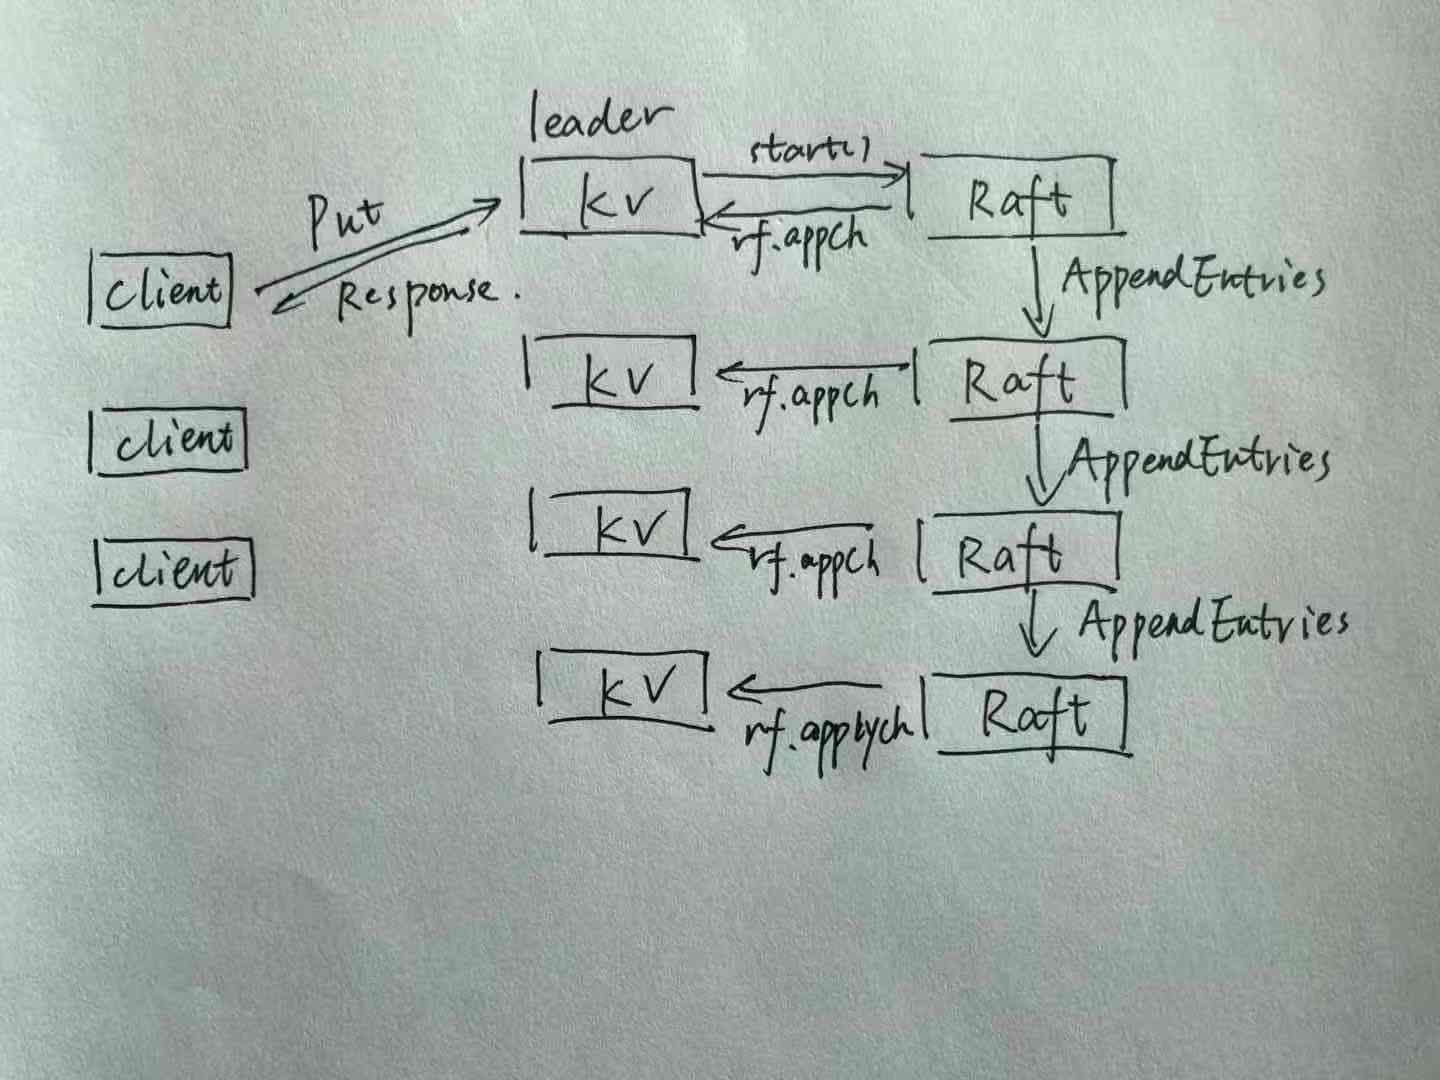 leader
start()
KV
Raft
Put
rf.appCh
client
Response.
AppendEntries
KV
rf.appCh
Raft
client
AppendEntries
KV
rf.appCh
Raft
client
AppendEntries
KV
rf.applych
Raft